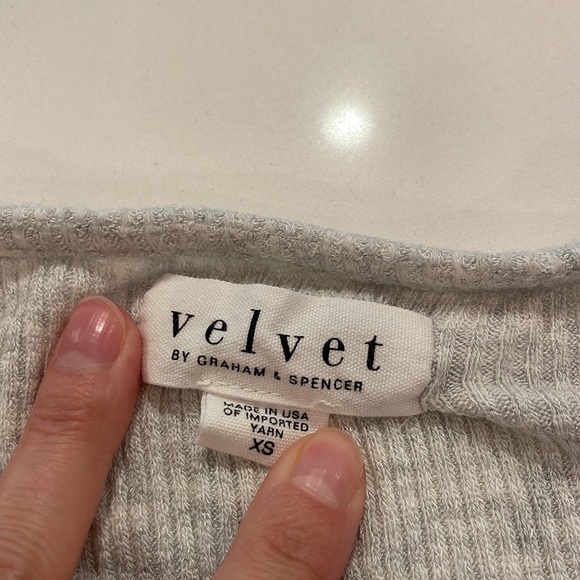 velvet
BY GRAHAM & SPENCER
MADE IN USA
OF IMPORTED
YARN
XS